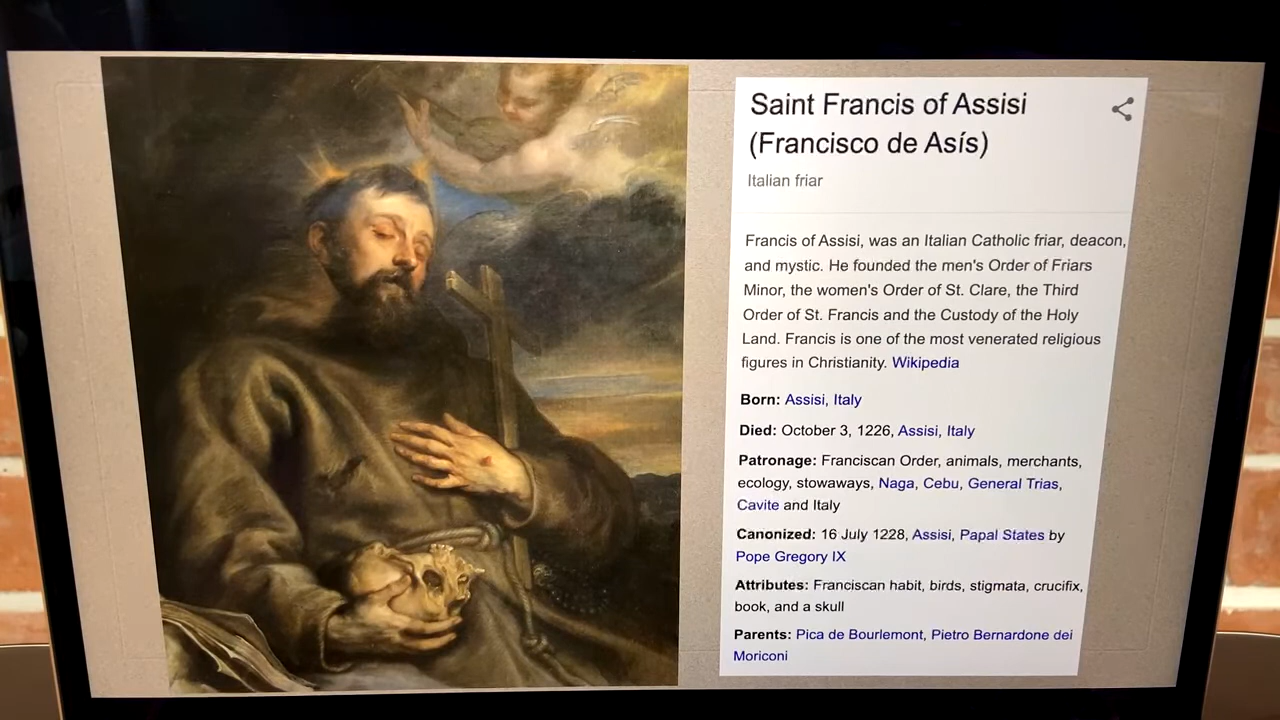 Saint Francis of Assisi
(Francisco de Asís)
Italian friar
Francis of Assisi, was an Italian Catholic friar, deacon,
and mystic. He founded the men's Order of Friars
Minor, the women's Order of St. Clare, the Third
Order of St. Francis and the Custody of the Holy
Land. Francis is one of the most venerated religious
figures in Christianity. Wikipedia
Born: Assisi, Italy
Died: October 3, 1226, Assisi, Italy
Patronage: Franciscan Order, animals, merchants,
ecology, stowaways, Naga, Cebu, General Trias,
Cavite and Italy
Canonized: 16 July 1228, Assisi, Papal States by
Pope Gregory IX
Attributes: Franciscan habit, birds, stigmata, crucifix,
book, and a skull
Parents: Pica de Bourlemont, Pietro Bernardone dei
Moriconi